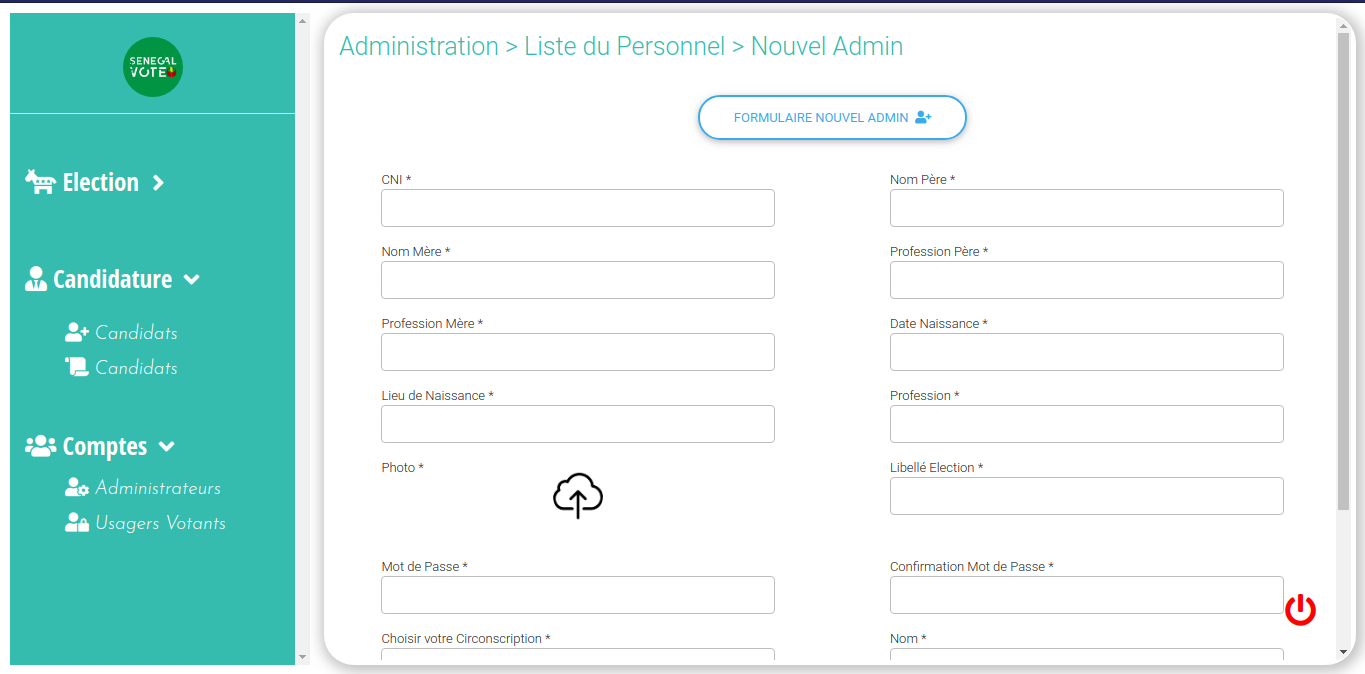 SENEGAL
VOTE
Election
Candidature
Candidats
Candidats
Comptes
Administrateurs
Usagers Votants
Administration > Liste du Personnel > Nouvel Admin
FORMULAIRE NOUVEL ADMIN
CNI *
Nom Père *
Nom Mère *
Profession Père *
Profession Mère *
Date Naissance *
Lieu de Naissance *
Profession *
Photo *
Libellé Election *
Mot de Passe *
Confirmation Mot de Passe *
Choisir votre Circonscription *
Nom *